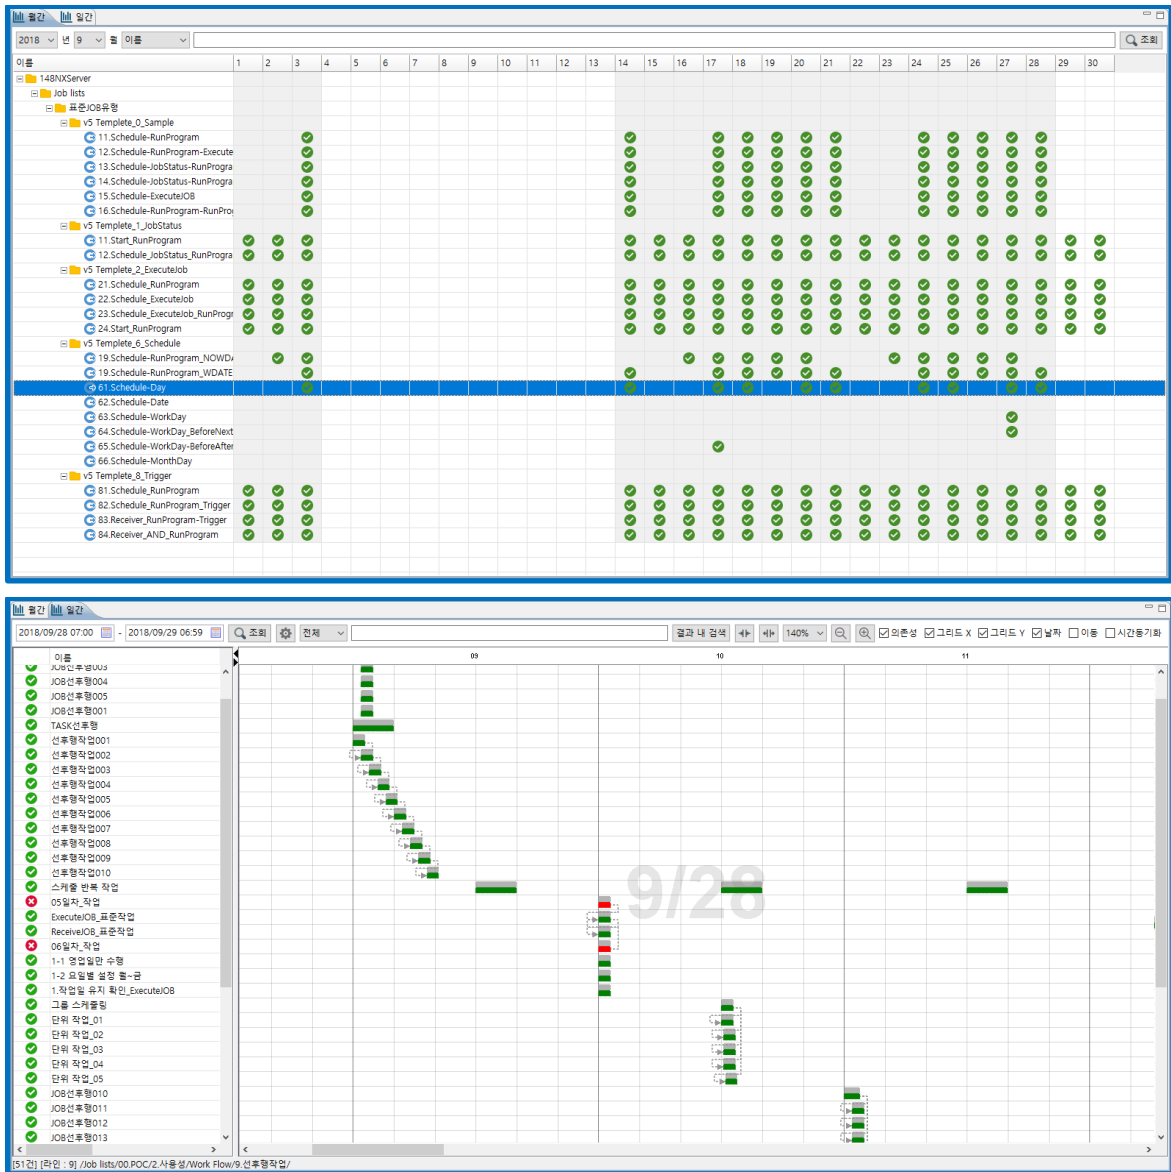 월간 일간
2018 년 9 월 이름 조회
이름 1 2 3 4 5 6 7 8 9 10 11 12 13 14 15 16 17 18 19 20 21 22 23 24 25 26 27 28 29 30
148NXServer
Job lists
표준JOB유형
v5 Templete_0_Sample
11.Schedule-RunProgram
12.Schedule-RunProgram-Execute
13.Schedule-JobStatus-RunProgra
14.Schedule-JobStatus-RunProgra
15.Schedule-ExecuteJOB
16.Schedule-RunProgram-RunPro
v5 Templete_1_JobStatus
11.Start_RunProgram
12.Schedule_JobStatus_RunProgra
v5 Templete_2_ExecuteJob
21.Schedule_RunProgram
22.Schedule_ExecuteJob
23.Schedule_ExecuteJob_RunProgr
24.Start_RunProgram
v5 Templete_6_Schedule
19.Schedule-RunProgram_NOWDA
19.Schedule-RunProgram_WDATE
61.Schedule-Day
62.Schedule-Date
63.Schedule-WorkDay
64.Schedule-WorkDay_BeforeNext
65.Schedule-WorkDay-BeforeAfter
66.Schedule-MonthDay
v5 Templete_8_Trigger
81.Schedule_RunProgram
82.Schedule_RunProgram_Trigger
83.Receiver_RunProgram-Trigger
84.Receiver_AND_RunProgram
월간 일간
2018/09/28 07:00 - 2018/09/29 06:59 조회 전체 결과 내 검색 140% 의존성 그리드 X 그리드 Y 날짜 이동 시간동기화
이름 09 10 11
JOB선후행003
JOB선후행004
JOB선후행005
JOB선후행001
TASK선후행
선후행작업001
선후행작업002
선후행작업003
선후행작업004
선후행작업005
선후행작업006
선후행작업007
선후행작업008
선후행작업009
선후행작업010
스케줄 반복 작업
9/28
05일차_작업
ExecuteJOB_표준작업
ReceiveJOB_표준작업
06일차_작업
1-1 영업일만 수행
1-2 요일별 설정 월~금
1.작업일 유지 확인_ExecuteJOB
그룹 스케줄링
단위 작업_01
단위 작업_02
단위 작업_03
단위 작업_04
단위 작업_05
JOB선후행010
JOB선후행011
JOB선후행012
JOB선후행013
[51건] [라인 : 9] /Job lists/00.POC/2.사용성/Work Flow/9.선후행작업/